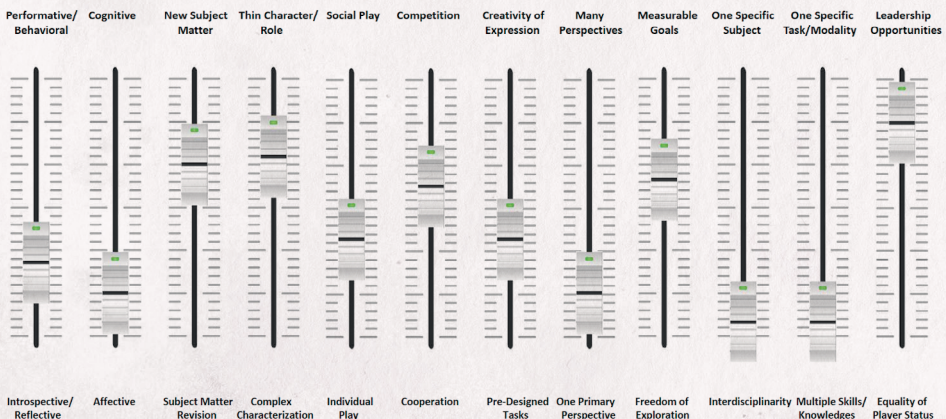 Performative/
Behavioral
Cognitive
New Subject
Matter
Thin Character/
Role
Social Play
Competition
Creativity of
Expression
Many
Perspectives
Measurable
Goals
One Specific
Subject
One Specific
Task/Modality
Leadership
Opportunities
Introspective/
Reflective
Affective
Subject Matter
Revision
Complex
Characterization
Individual
Play
Cooperation
Pre-Designed
Tasks
One Primary
Perspective
Freedom of
Exploration
Interdisciplinarity
Multiple Skills/
Knowledges
Equality of
Player Status